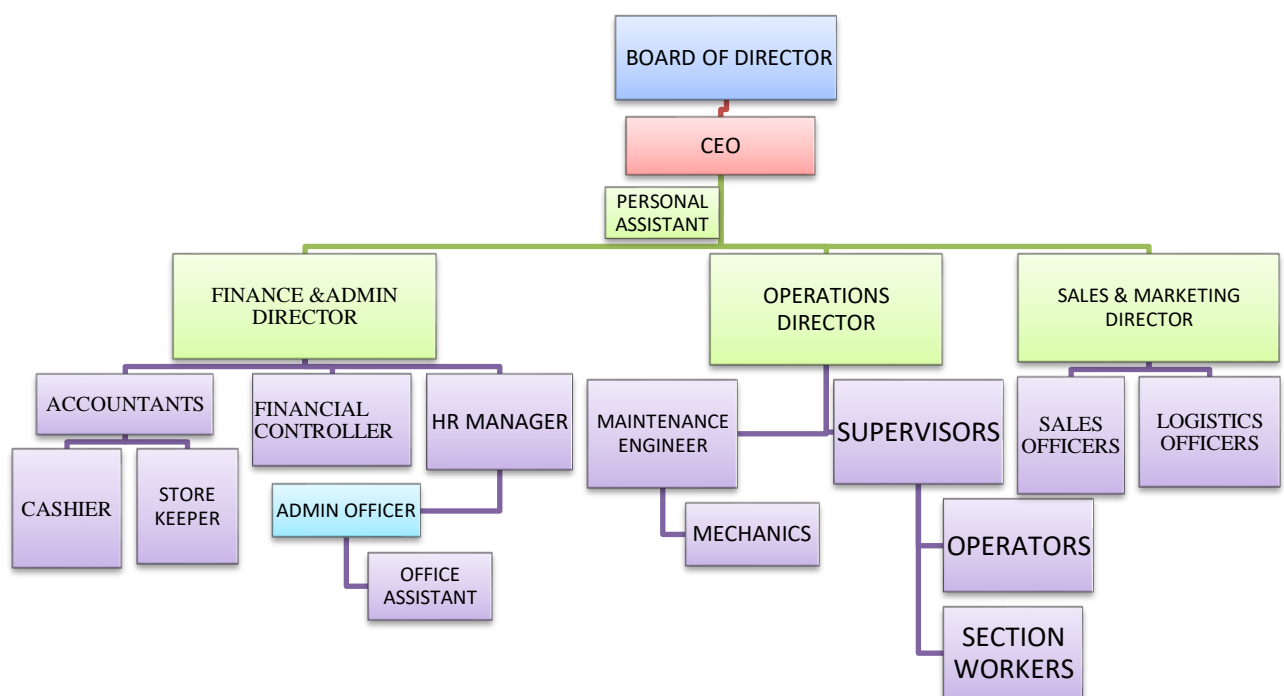 BOARD OF DIRECTOR
CEO
PERSONAL
ASSISTANT
FINANCE &ADMIN
DIRECTOR
OPERATIONS
DIRECTOR
SALES & MARKETING
DIRECTOR
ACCOUNTANTS
FINANCIAL
CONTROLLER
HR MANAGER
MAINTENANCE
ENGINEER
SUPERVISORS
SALES
OFFICERS
LOGISTICS
OFFICERS
CASHIER
STORE
KEEPER
ADMIN OFFICER
MECHANICS
OPERATORS
OFFICE
ASSISTANT
SECTION
WORKERS